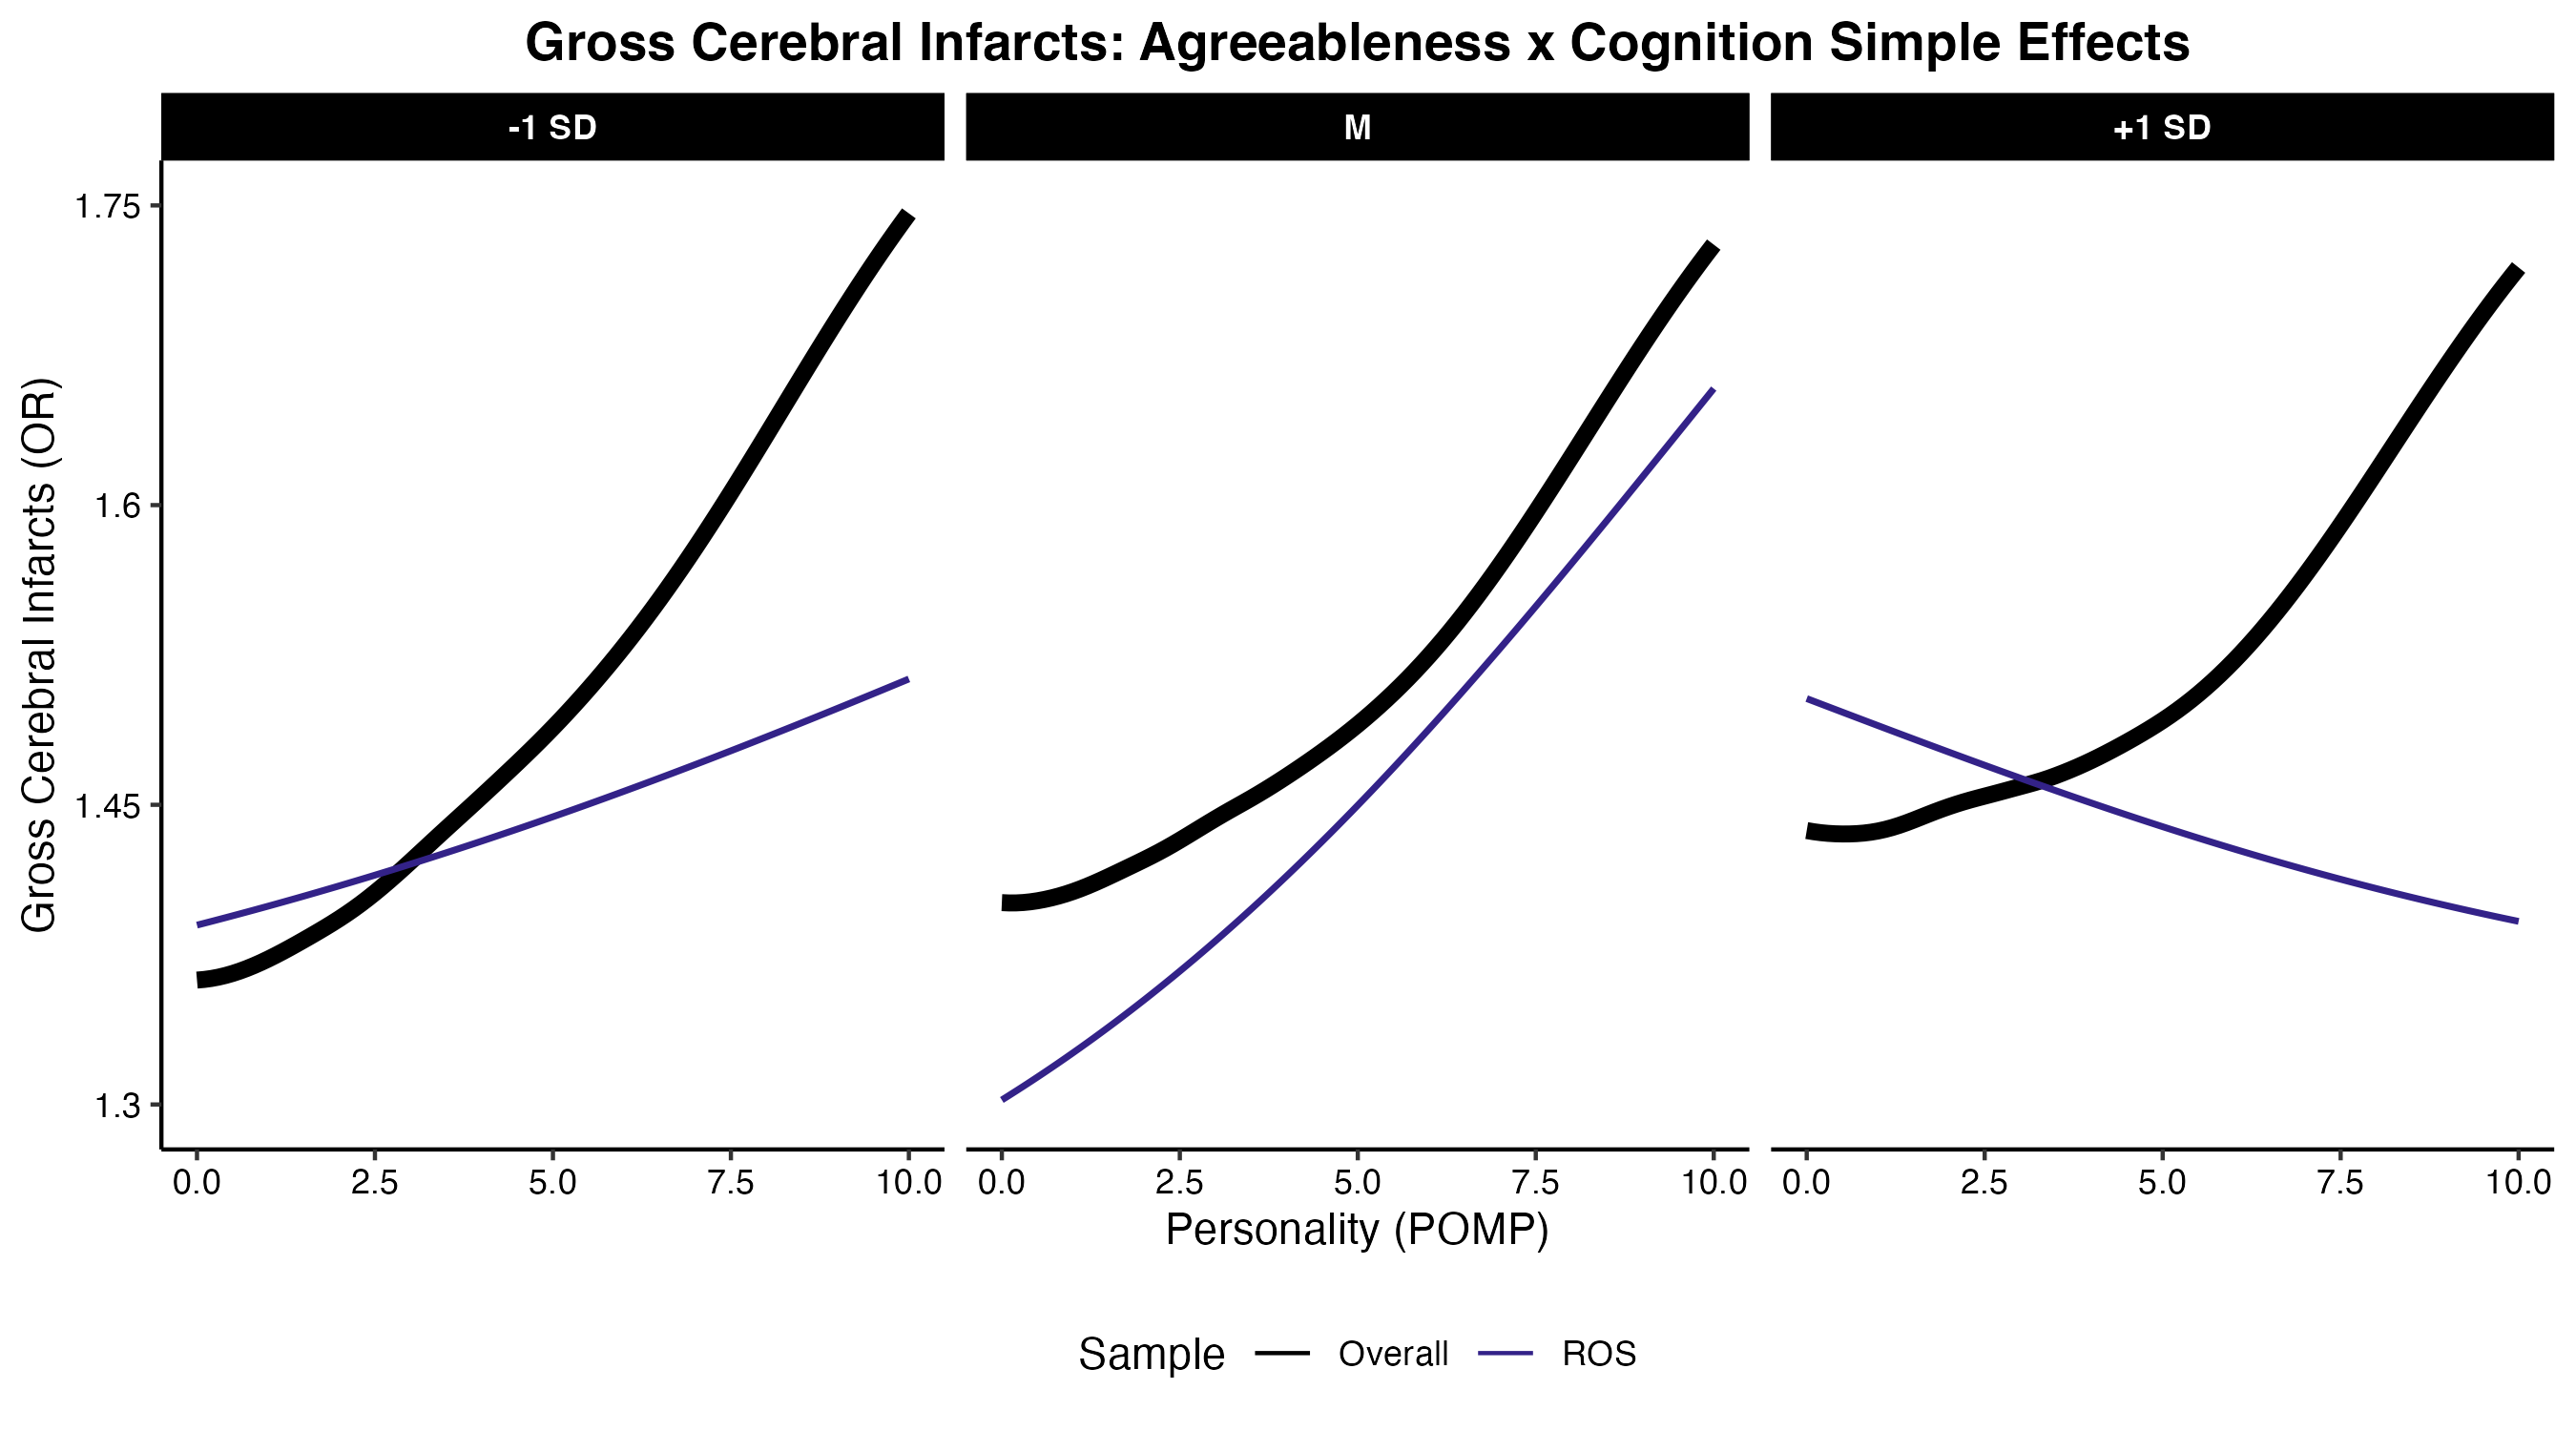 Gross Cerebral Infarcts: Agreeableness x Cognition Simple Effects
-1 SD
M
+1 SD
Gross Cerebral Infarcts (OR)
1.75
1.6
1.45
1.3
0.0 2.5 5.0 7.5 10.0
0.0 2.5 5.0 7.5 10.0
0.0 2.5 5.0 7.5 10.0
Personality (POMP)
Sample Overall ROS